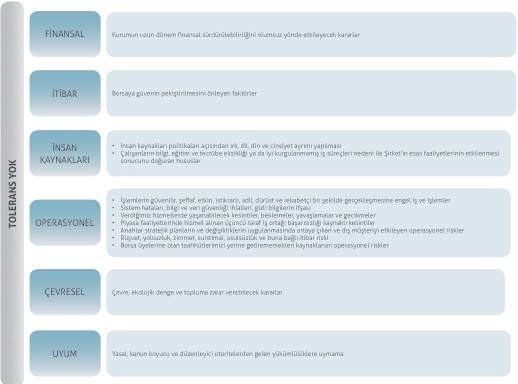 TOLERANS YOK
FİNANSAL
Kurumun uzun dönem finansal sürdürülebilirliğini olumsuz yönde etkileyecek kararlar
İTİBAR
Borsaya güvenin pekiştirilmesini önleyen faktörler
İNSAN
KAYNAKLARI
• İnsan kaynakları politikaları açısından ırk, dil, din ve cinsiyet ayrımı yapılması
• Çalışanların bilgi, eğitim ve tecrübe eksikliği ya da iyi kurgulanmamış iş süreçleri nedeni ile Şirket'in esas faaliyetlerinin etkilenmesi
sonucunu doğuran hususlar
OPERASYONEL
• İşlemlerin güvenilir, şeffaf, etkin, istikrarlı, adil, dürüst ve rekabetçi bir şekilde gerçekleşmesine engel iş ve işlemler
• Sistem hataları, bilgi ve veri güvenliği ihlalleri, gizli bilgilerin ifşası
• Verdiğimiz hizmetlerde yaşanabilecek kesintiler, beklemeler, yavaşlamalar ve gecikmeler
• Piyasa faaliyetlerinde hizmet alınan üçüncü taraf iş ortağı başarısızlığı kaynaklı kesintiler
• Anahtar stratejik planların ve değişikliklerin uygulanmasında ortaya çıkan ve dış müşteriyi etkileyen operasyonel riskler
• Rüşvet, yolsuzluk, zimmet, suistimal, usulsüzlük ve buna bağlı itibar riski
• Borsa üyelerine olan taahhütlerimizi yerine getirememekten kaynaklanan operasyonel riskler
ÇEVRESEL
Çevre, ekolojik denge ve topluma zarar verebilecek kararlar
UYUM
Yasal, kanun koyucu ve düzenleyici otoritelerden gelen yükümlülüklere uymama